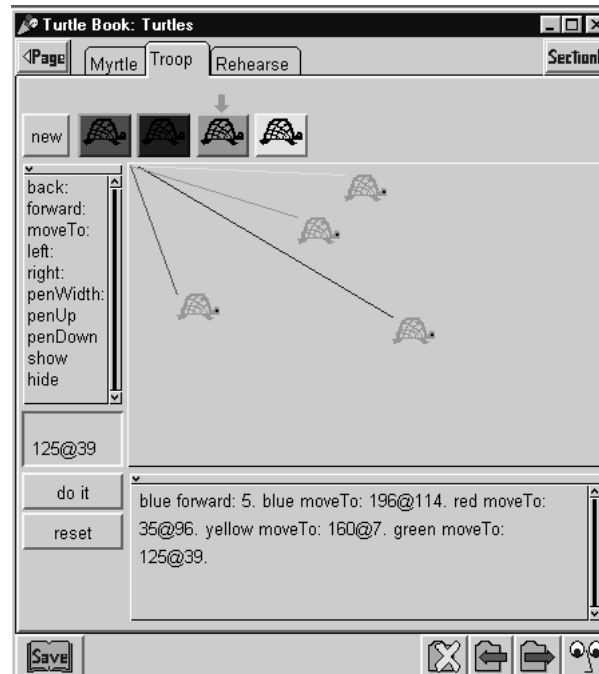 Turtle Book: Turtles
Page
Myrtle
Troop
Rehearse
Section
new
back:
forward:
moveTo:
left:
right:
penWidth:
penUp
penDown
show
hide
125@39
do it
reset
blue forward: 5. blue moveTo: 196@114. red moveTo:
35@96. yellow moveTo: 160@7. green moveTo:
125@39.
Save